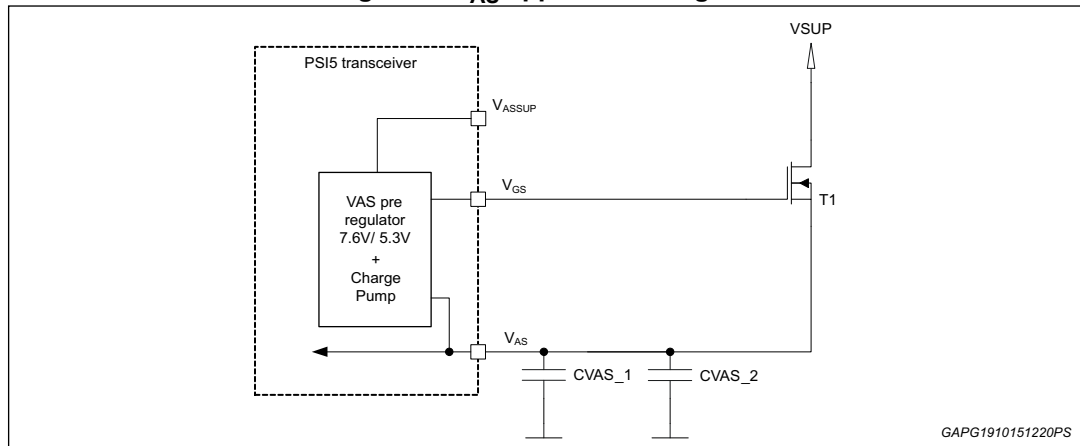 VSUP
PSI5 transceiver
VASSUP
VGS
VAS pre
regulator
7.6V/ 5.3V
+
Charge
Pump
T1
VAS
CVAS_1
CVAS_2
GAPG1910151220PS